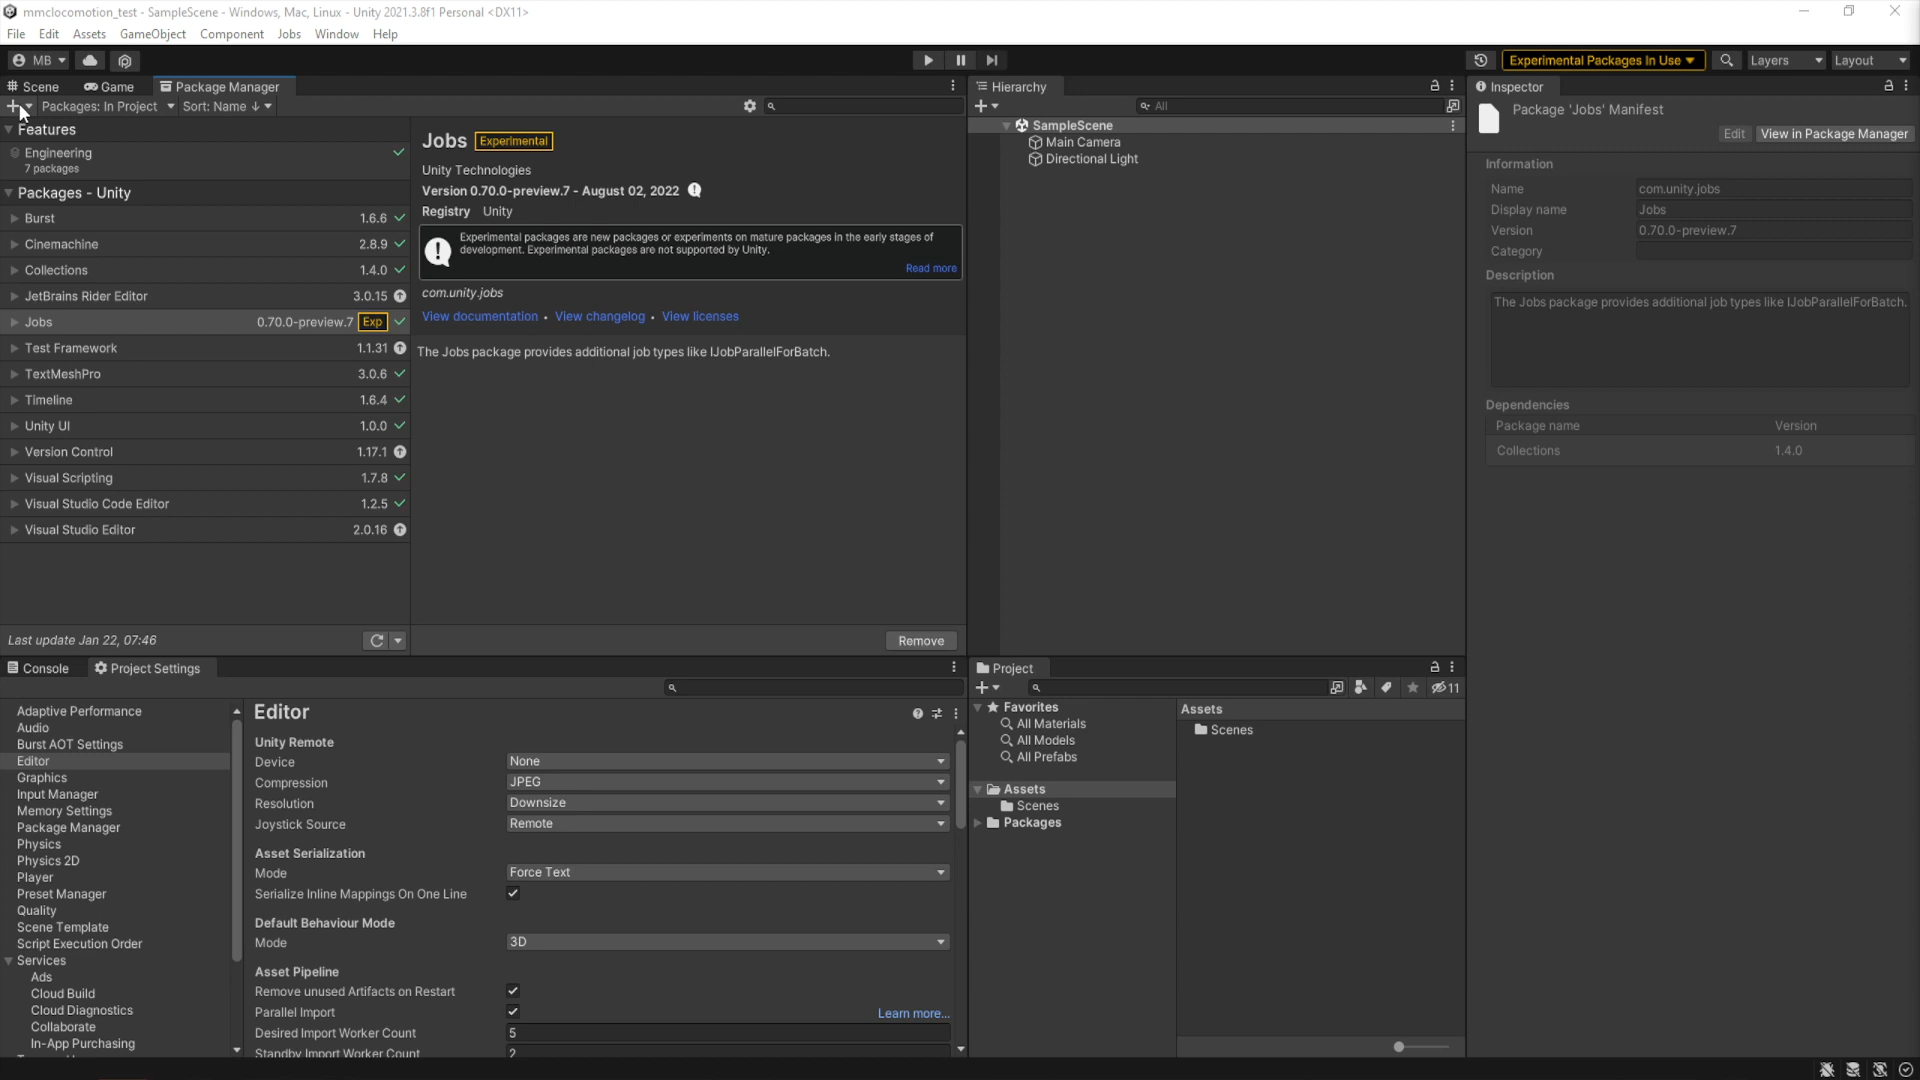 mmclocomotion_test - SampleScene - Windows, Mac, Linux - Unity 2021.3.8f1 Personal <DX11>
File Edit Assets GameObject Component Jobs Window Help
MB
Experimental Packages In Use
Layers
Layout
Scene
Game
Package Manager
Packages: In Project
Sort: Name ↓
Features
Engineering
7 packages
Packages - Unity
Burst 1.6.6
Cinemachine 2.8.9
Collections 1.4.0
JetBrains Rider Editor 3.0.15
Jobs 0.70.0-preview.7 Exp
Test Framework 1.1.31
TextMeshPro 3.0.6
Timeline 1.6.4
Unity UI 1.0.0
Version Control 1.17.1
Visual Scripting 1.7.8
Visual Studio Code Editor 1.2.5
Visual Studio Editor 2.0.16
Last update Jan 22, 07:46
Jobs Experimental
Unity Technologies
Version 0.70.0-preview.7 - August 02, 2022
Registry Unity
Experimental packages are new packages or experiments on mature packages in the early stages of
development. Experimental packages are not supported by Unity.
Read more
com.unity.jobs
View documentation • View changelog • View licenses
The Jobs package provides additional job types like IJobParallelForBatch.
Remove
Hierarchy
All
SampleScene
Main Camera
Directional Light
Inspector
Package 'Jobs' Manifest
Edit
View in Package Manager
Information
Name com.unity.jobs
Display name Jobs
Version 0.70.0-preview.7
Category
Description
The Jobs package provides additional job types like IJobParallelForBatch.
Dependencies
Package name Version
Collections 1.4.0
Console
Project Settings
Adaptive Performance
Audio
Burst AOT Settings
Editor
Graphics
Input Manager
Memory Settings
Package Manager
Physics
Physics 2D
Player
Preset Manager
Quality
Scene Template
Script Execution Order
Services
Ads
Cloud Build
Cloud Diagnostics
Collaborate
In-App Purchasing
Editor
Unity Remote
Device None
Compression JPEG
Resolution Downsize
Joystick Source Remote
Asset Serialization
Mode Force Text
Serialize Inline Mappings On One Line
Default Behaviour Mode
Mode 3D
Asset Pipeline
Remove unused Artifacts on Restart
Parallel Import Learn more...
Desired Import Worker Count 5
Standby Import Worker Count 2
Project
11
Favorites
All Materials
All Models
All Prefabs
Assets
Scenes
Packages
Assets
Scenes